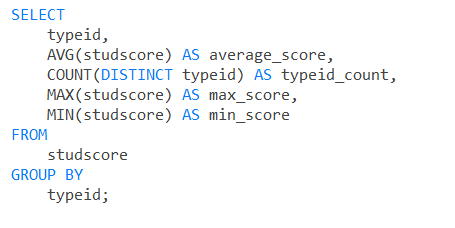 SELECT
    typeid,
    AVG(studscore) AS average_score,
    COUNT(DISTINCT typeid) AS typeid_count,
    MAX(studscore) AS max_score,
    MIN(studscore) AS min_score
FROM
    studscore
GROUP BY
    typeid;